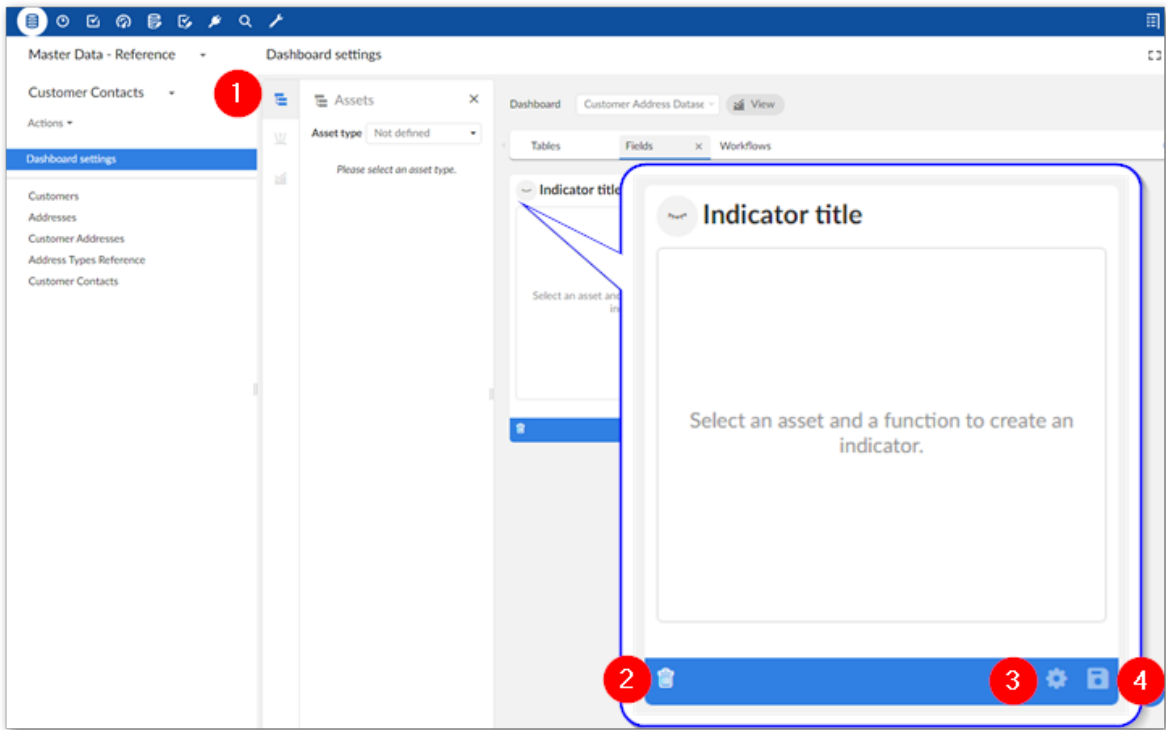 Master Data - Reference
Dashboard settings
Customer Contacts
1
Actions
Dashboard settings
Customers
Addresses
Customer Addresses
Address Types Reference
Customer Contacts
Assets
Asset type Not defined
Please select an asset type.
Dashboard Customer Address Datase View
Tables Fields Workflows
Indicator title
Select an asset and
in
Indicator title
Select an asset and a function to create an
indicator.
2
3
4